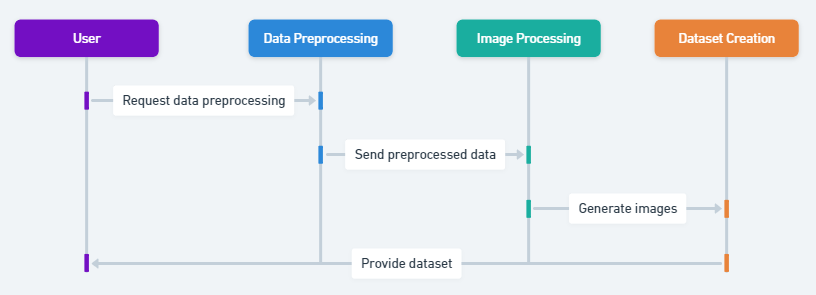 User
Data Preprocessing
Image Processing
Dataset Creation
Request data preprocessing
Send preprocessed data
Generate images
Provide dataset